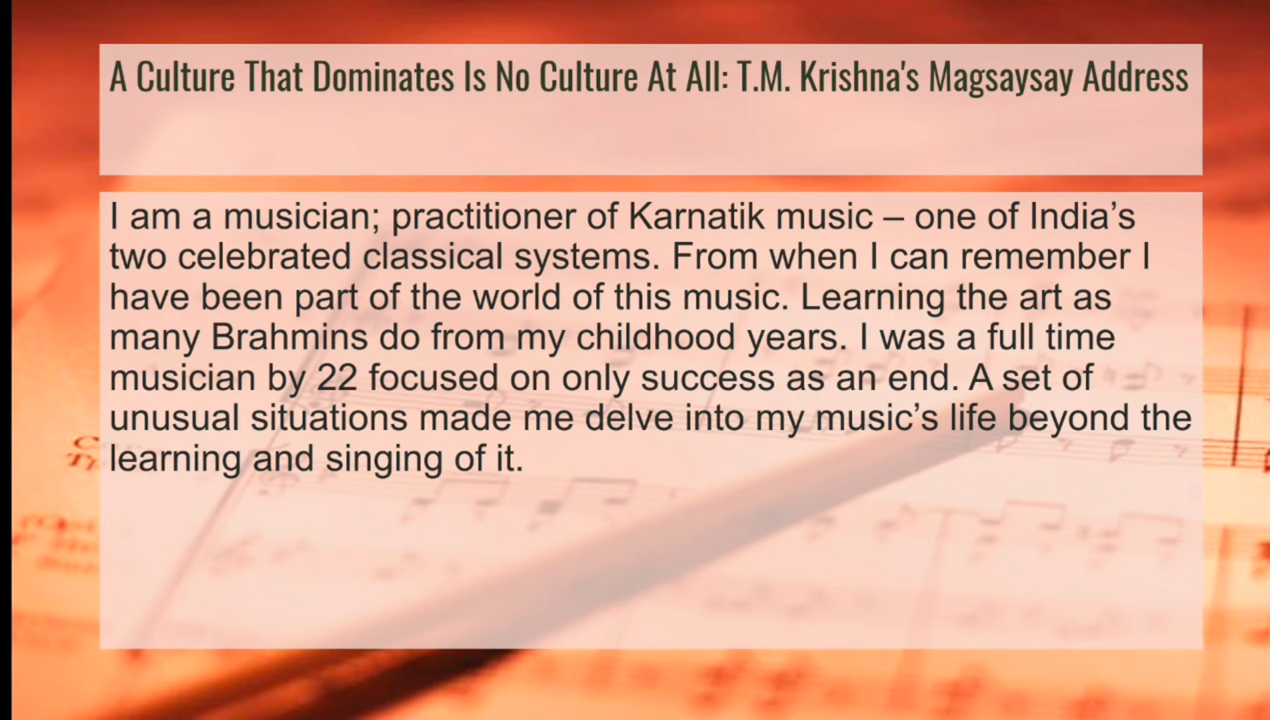 A Culture That Dominates Is No Culture At All: T.M. Krishna's Magsaysay Address
I am a musician; practitioner of Karnatik music – one of India’s
two celebrated classical systems. From when I can remember I
have been part of the world of this music. Learning the art as
many Brahmins do from my childhood years. I was a full time
musician by 22 focused on only success as an end. A set of
unusual situations made me delve into my music’s life beyond the
learning and singing of it.